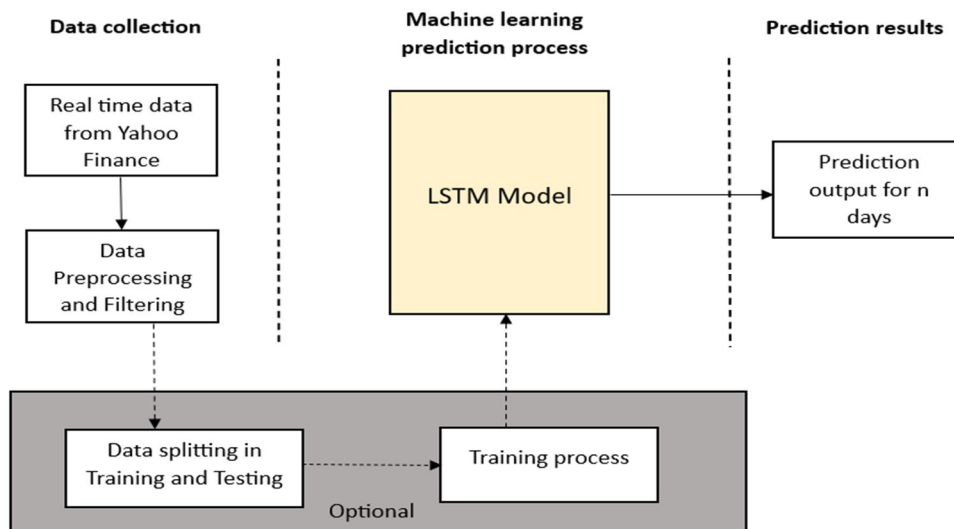 Data collection
Machine learning
prediction process
Prediction results
Real time data
from Yahoo
Finance
Data
Preprocessing
and Filtering
LSTM Model
Prediction
output for n
days
Data splitting in
Training and Testing
Training process
Optional